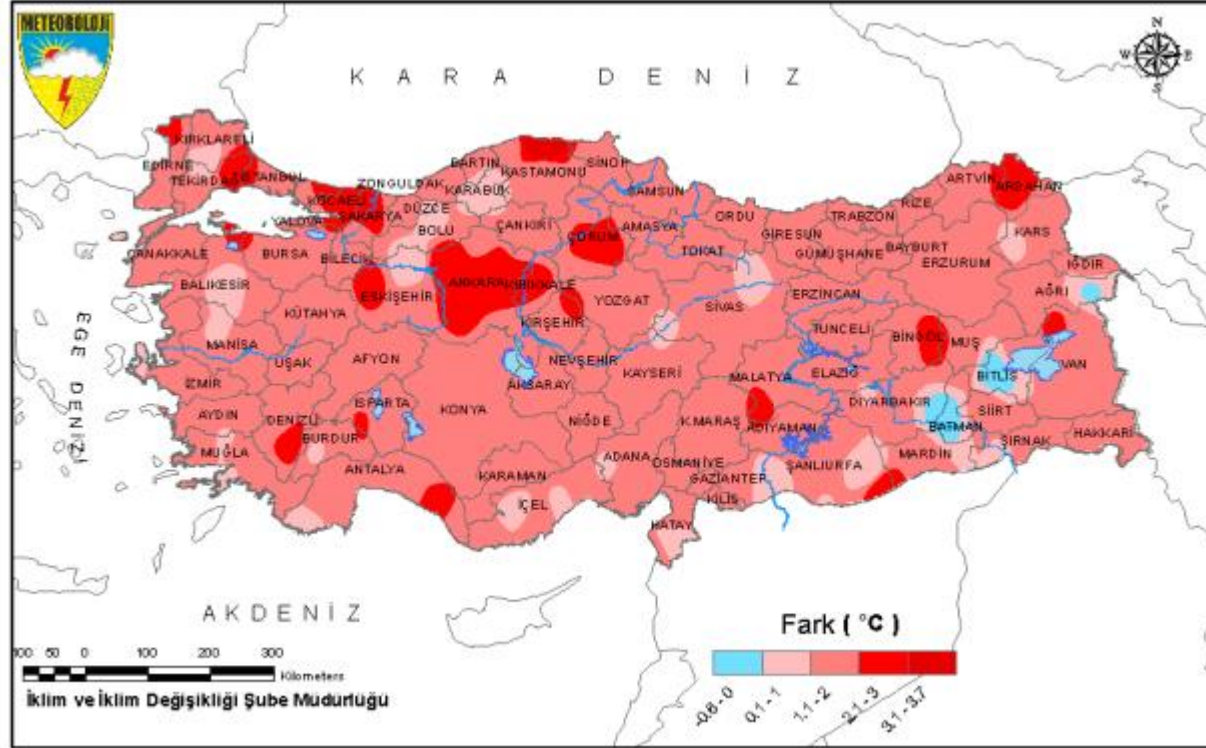 METEOROLOJİ
N
W E
S
KARA DENİZ
KIRKLARELİ
EDİRNE
TEKİRDAĞ
İSTANBUL
KOCAELİ
YALOVA
SAKARYA
ZONGULDAK
BARTIN
KARABÜK
KASTAMONU
SİNOP
SAMSUN
DÜZCE
BOLU
ÇANKIRI
ÇORUM
AMASYA
ORDU
TOKAT
GİRESUN
TRABZON
RİZE
ARTVİN
ARDAHAN
KARS
GÜMÜŞHANE
BAYBURT
ERZURUM
IĞDIR
AĞRI
ÇANAKKALE
BALIKESİR
BURSA
BİLECİK
ESKİŞEHİR
ANKARA
KIRIKKALE
YOZGAT
SİVAS
ERZİNCAN
TUNCELİ
BİNGÖL
MUŞ
BİTLİS
VAN
KÜTAHYA
KIRŞEHİR
NEVŞEHİR
KAYSERİ
MALATYA
ELAZIĞ
DİYARBAKIR
BATMAN
SİİRT
ŞIRNAK
HAKKARİ
MANİSA
UŞAK
AFYON
İZMİR
AYDIN
DENİZLİ
ISPARTA
BURDUR
MUĞLA
ANTALYA
KONYA
AKSARAY
NİĞDE
KARAMAN
İÇEL
ADANA
K.MARAŞ
ADIYAMAN
OSMANİYE
GAZİANTEP
KİLİS
ŞANLIURFA
MARDİN
HATAY
EGE DENİZİ
AKDENİZ
Fark ( °C )
-0.6 - 0
0.1 - 1
1.1 - 2
2.1 - 3
3.1 - 3.7
100 50 0 100 200 300
Kilometers
İklim ve İklim Değişikliği Şube Müdürlüğü